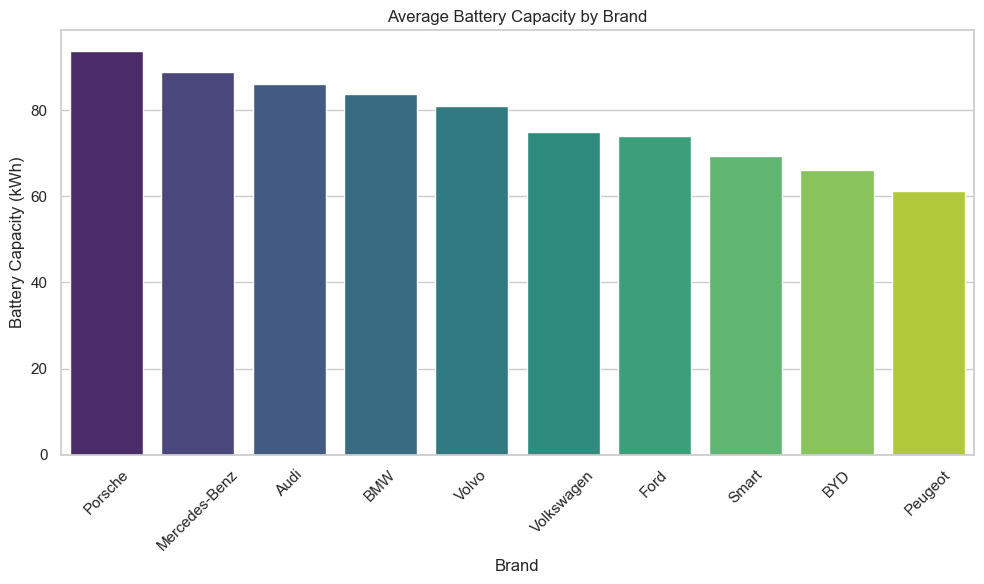 Average Battery Capacity by Brand
Battery Capacity (kWh)
80
60
40
20
0
Porsche
Mercedes-Benz
Audi
BMW
Volvo
Volkswagen
Ford
Smart
BYD
Peugeot
Brand